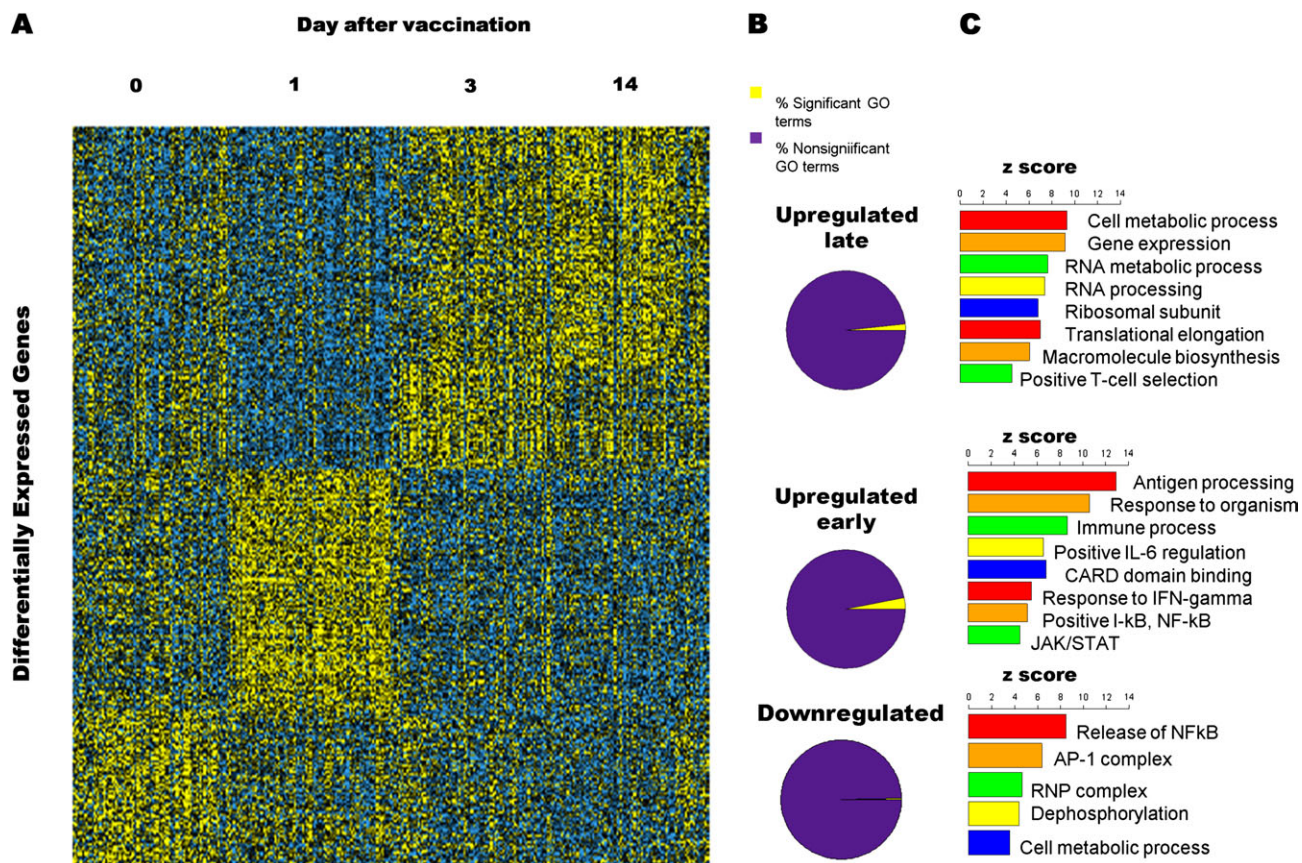 A
Day after vaccination
B
C
0
1
3
14
Differentially Expressed Genes
% Significant GO
terms
% Nonsigniificant
GO terms
Upregulated
late
z score
0 2 4 6 8 10 12 14
Cell metabolic process
Gene expression
RNA metabolic process
RNA processing
Ribosomal subunit
Translational elongation
Macromolecule biosynthesis
Positive T-cell selection
Upregulated
early
z score
0 2 4 6 8 10 12 14
Antigen processing
Response to organism
Immune process
Positive IL-6 regulation
CARD domain binding
Response to IFN-gamma
Positive I-kB, NF-kB
JAK/STAT
Downregulated
z score
0 2 4 6 8 10 12 14
Release of NFkB
AP-1 complex
RNP complex
Dephosphorylation
Cell metabolic process